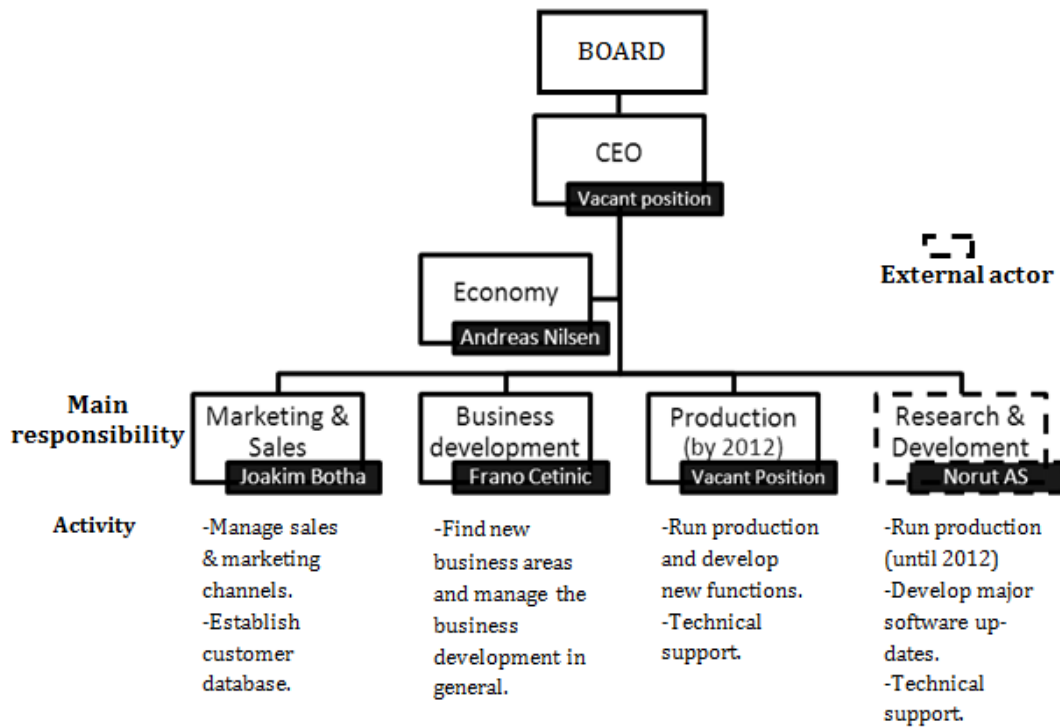 BOARD
CEO
Vacant position
External actor
Economy
Andreas Nilsen
Main
responsibility
Marketing &
Sales
Joakim Botha
Business
development
Frano Cetinic
Production
(by 2012)
Vacant Position
Research &
Develoment
Norut AS
Activity
-Manage sales
& marketing
channels.
-Establish
customer
database.
-Find new
business areas
and manage the
business
development in
general.
-Run production
and develop
new functions.
-Technical
support.
-Run production
(until 2012)
-Develop major
software up-
dates.
-Technical
support.